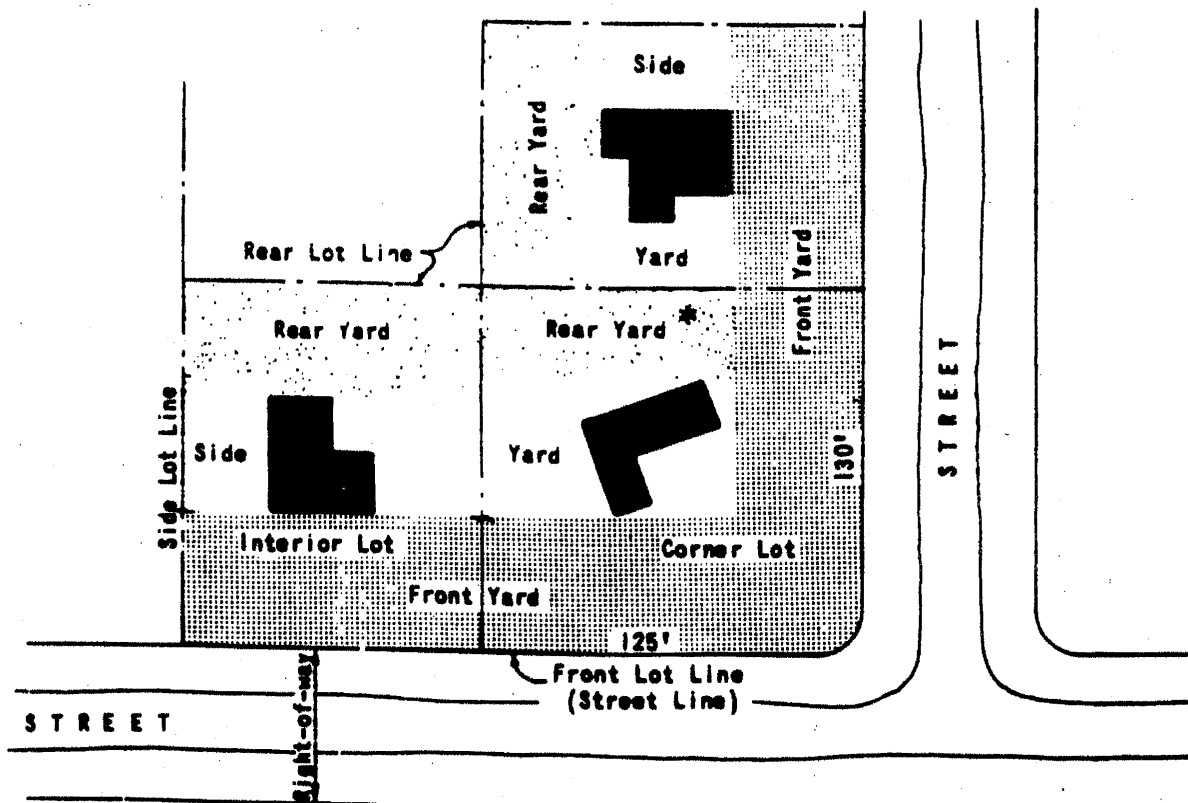 Side
Rear Yard
Yard
Rear Lot Line
Front Yard
Rear Yard
Rear Yard *
Side Lot Line
Side
Yard
130'
STREET
Interior Lot
Corner Lot
Front Yard
125'
Front Lot Line
(Street Line)
STREET
Right-of-way